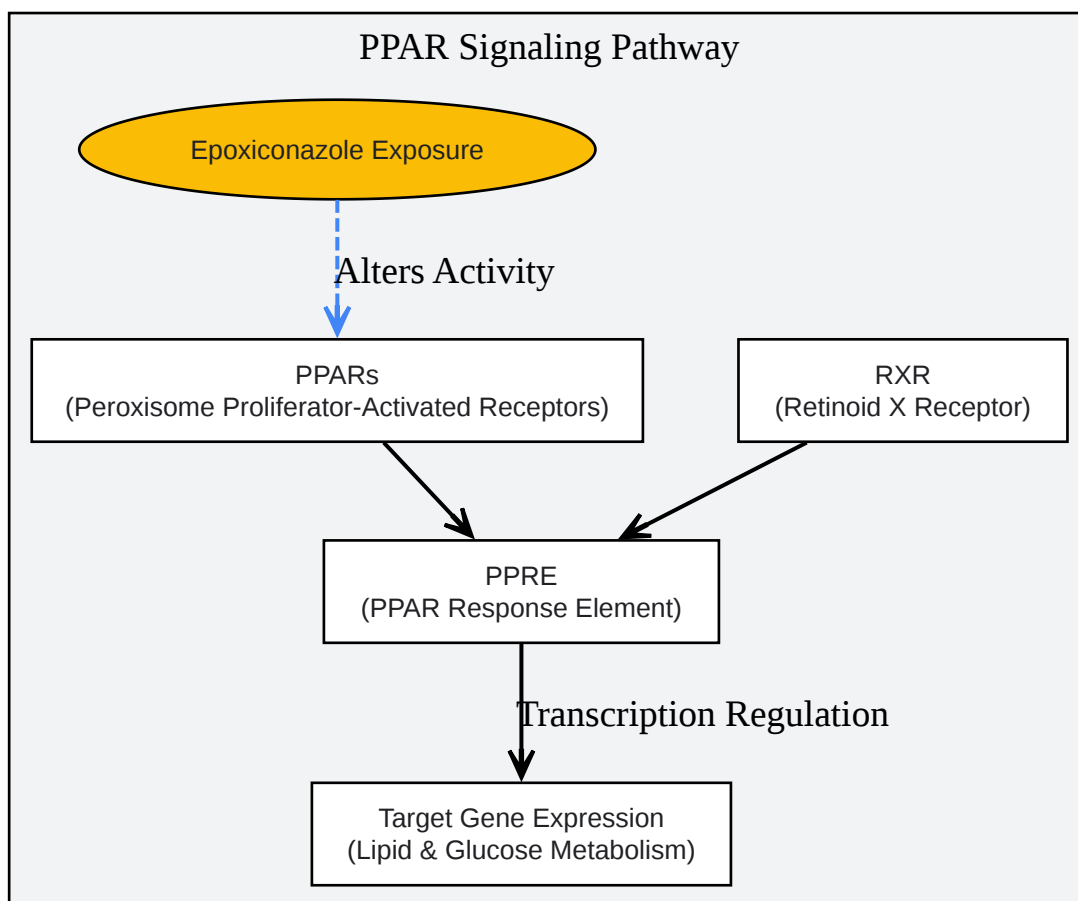 PPAR Signaling Pathway
Epoxiconazole Exposure
Alters Activity
PPARs
(Peroxisome Proliferator-Activated Receptors)
RXR
(Retinoid X Receptor)
PPRE
(PPAR Response Element)
Transcription Regulation
Target Gene Expression
(Lipid & Glucose Metabolism)